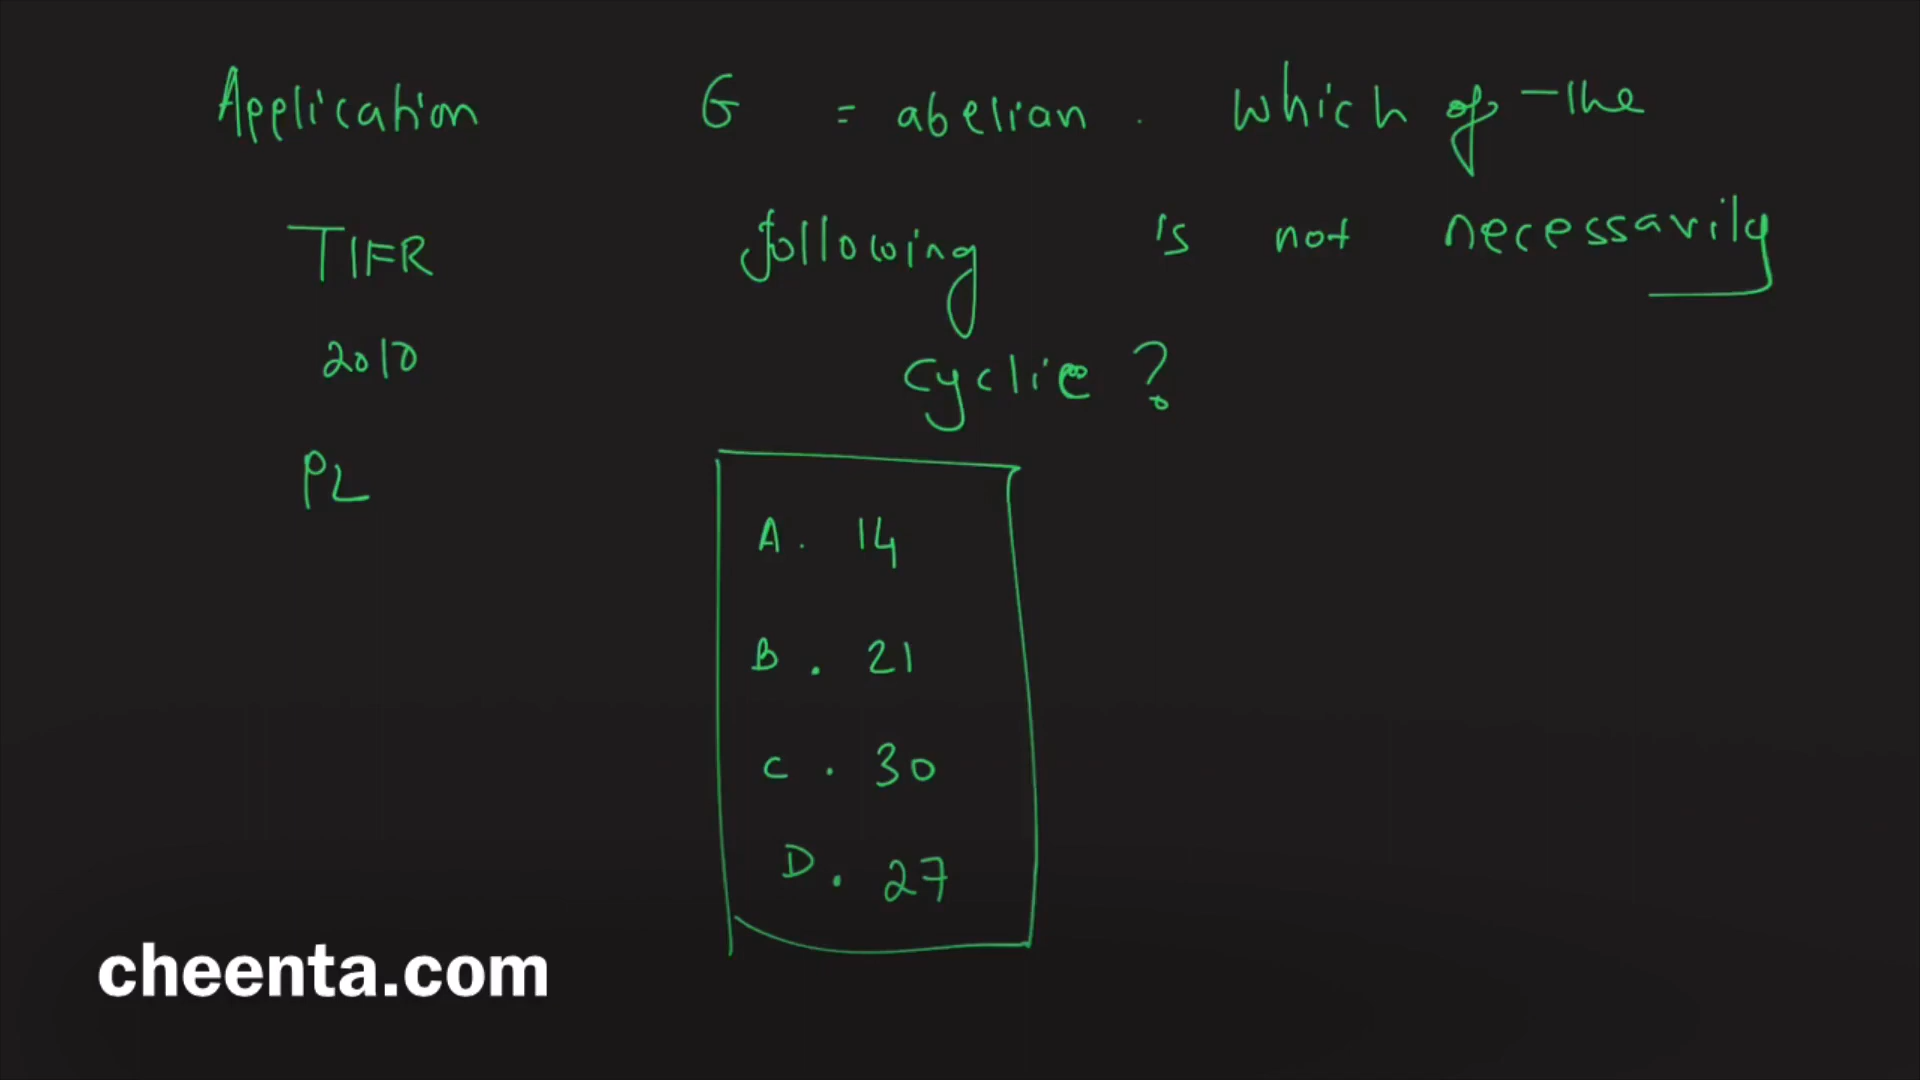 Application G = abelian . which of the
TIFR following is not necessarily
2010 cyclic ?
P2
A. 14
B. 21
C. 30
D. 27
cheenta.com